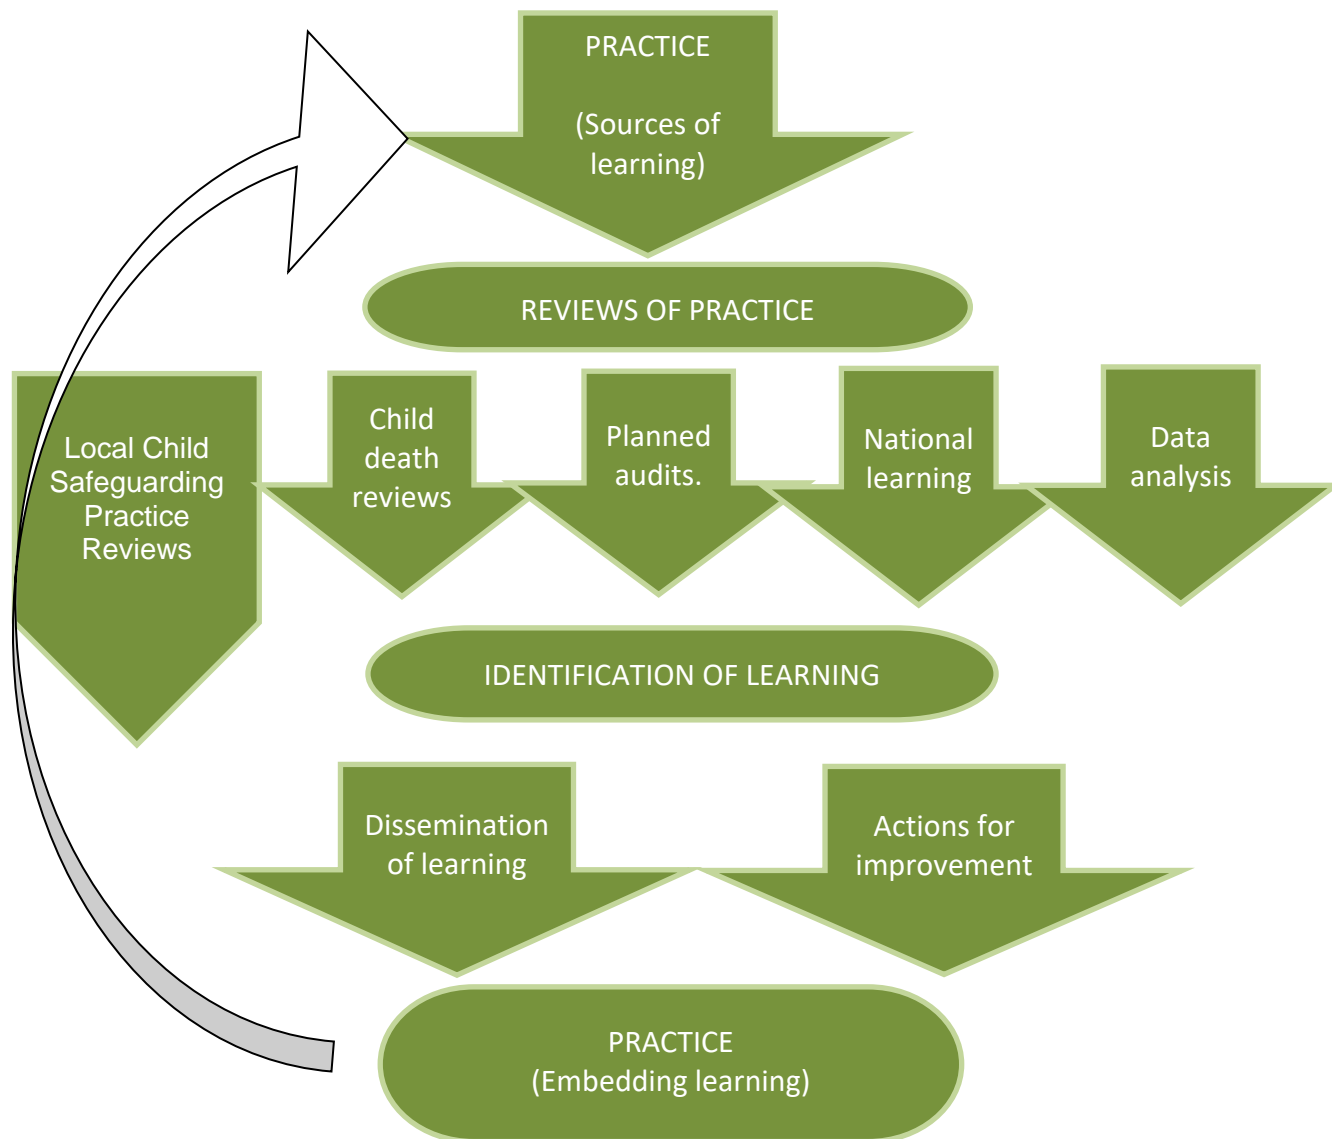 PRACTICE
(Sources of
learning)
REVIEWS OF PRACTICE
Local Child
Safeguarding
Practice
Reviews
Child
death
reviews
Planned
audits.
National
learning
Data
analysis
IDENTIFICATION OF LEARNING
Dissemination
of learning
Actions for
improvement
PRACTICE
(Embedding learning)